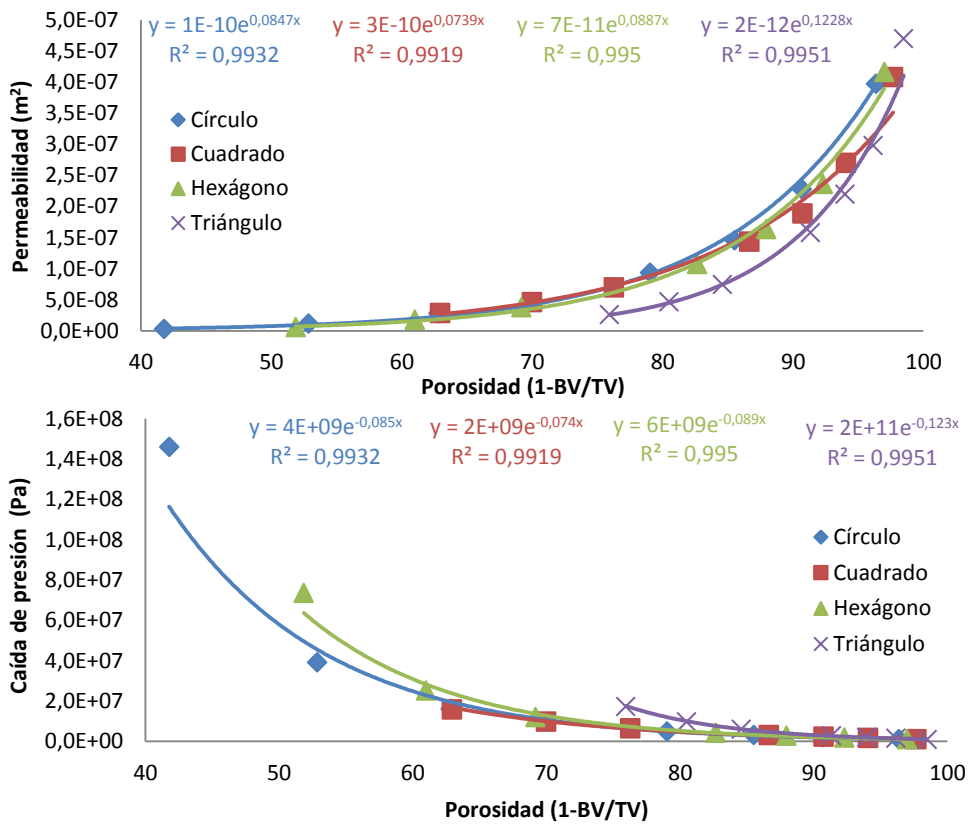 y = 1E-10e^0,0847x y = 3E-10e^0,0739x y = 7E-11e^0,0887x y = 2E-12e^0,1228x
R² = 0,9932 R² = 0,9919 R² = 0,995 R² = 0,9951
5,0E-07
4,5E-07
4,0E-07
3,5E-07
3,0E-07
2,5E-07
2,0E-07
1,5E-07
1,0E-07
5,0E-08
0,0E+00
Permeabilidad (m²)
Círculo
Cuadrado
Hexágono
Triángulo
40 50 60 70 80 90 100
Porosidad (1-BV/TV)
y = 4E+09e^-0,085x y = 2E+09e^-0,074x y = 6E+09e^-0,089x y = 2E+11e^-0,123x
R² = 0,9932 R² = 0,9919 R² = 0,995 R² = 0,9951
1,6E+08
1,4E+08
1,2E+08
1,0E+08
8,0E+07
6,0E+07
4,0E+07
2,0E+07
0,0E+00
Caída de presión (Pa)
Círculo
Cuadrado
Hexágono
Triángulo
40 50 60 70 80 90 100
Porosidad (1-BV/TV)